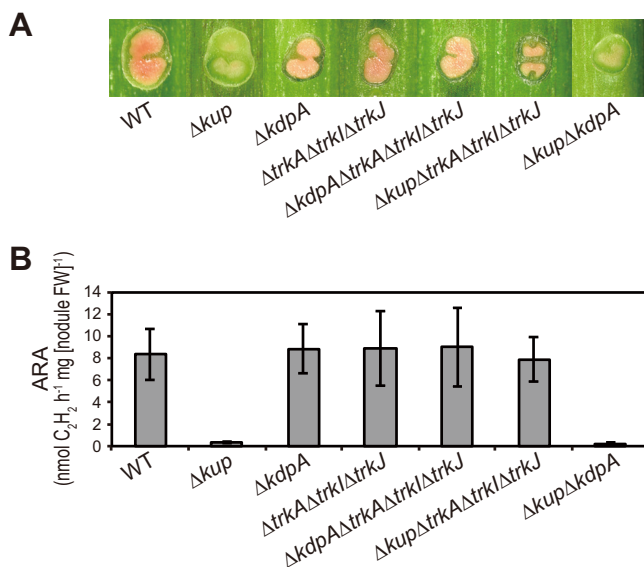 A
WT
Δkup
ΔkdpA
ΔtrkAΔtrkIΔtrkJ
ΔkdpAΔtrkAΔtrkIΔtrkJ
ΔkupΔtrkAΔtrkIΔtrkJ
ΔkupΔkdpA
B
ARA
(nmol C₂H₂ h⁻¹ mg [nodule FW]⁻¹)
14
12
10
8
6
4
2
0
WT
Δkup
ΔkdpA
ΔtrkAΔtrkIΔtrkJ
ΔkdpAΔtrkAΔtrkIΔtrkJ
ΔkupΔtrkAΔtrkIΔtrkJ
ΔkupΔkdpA